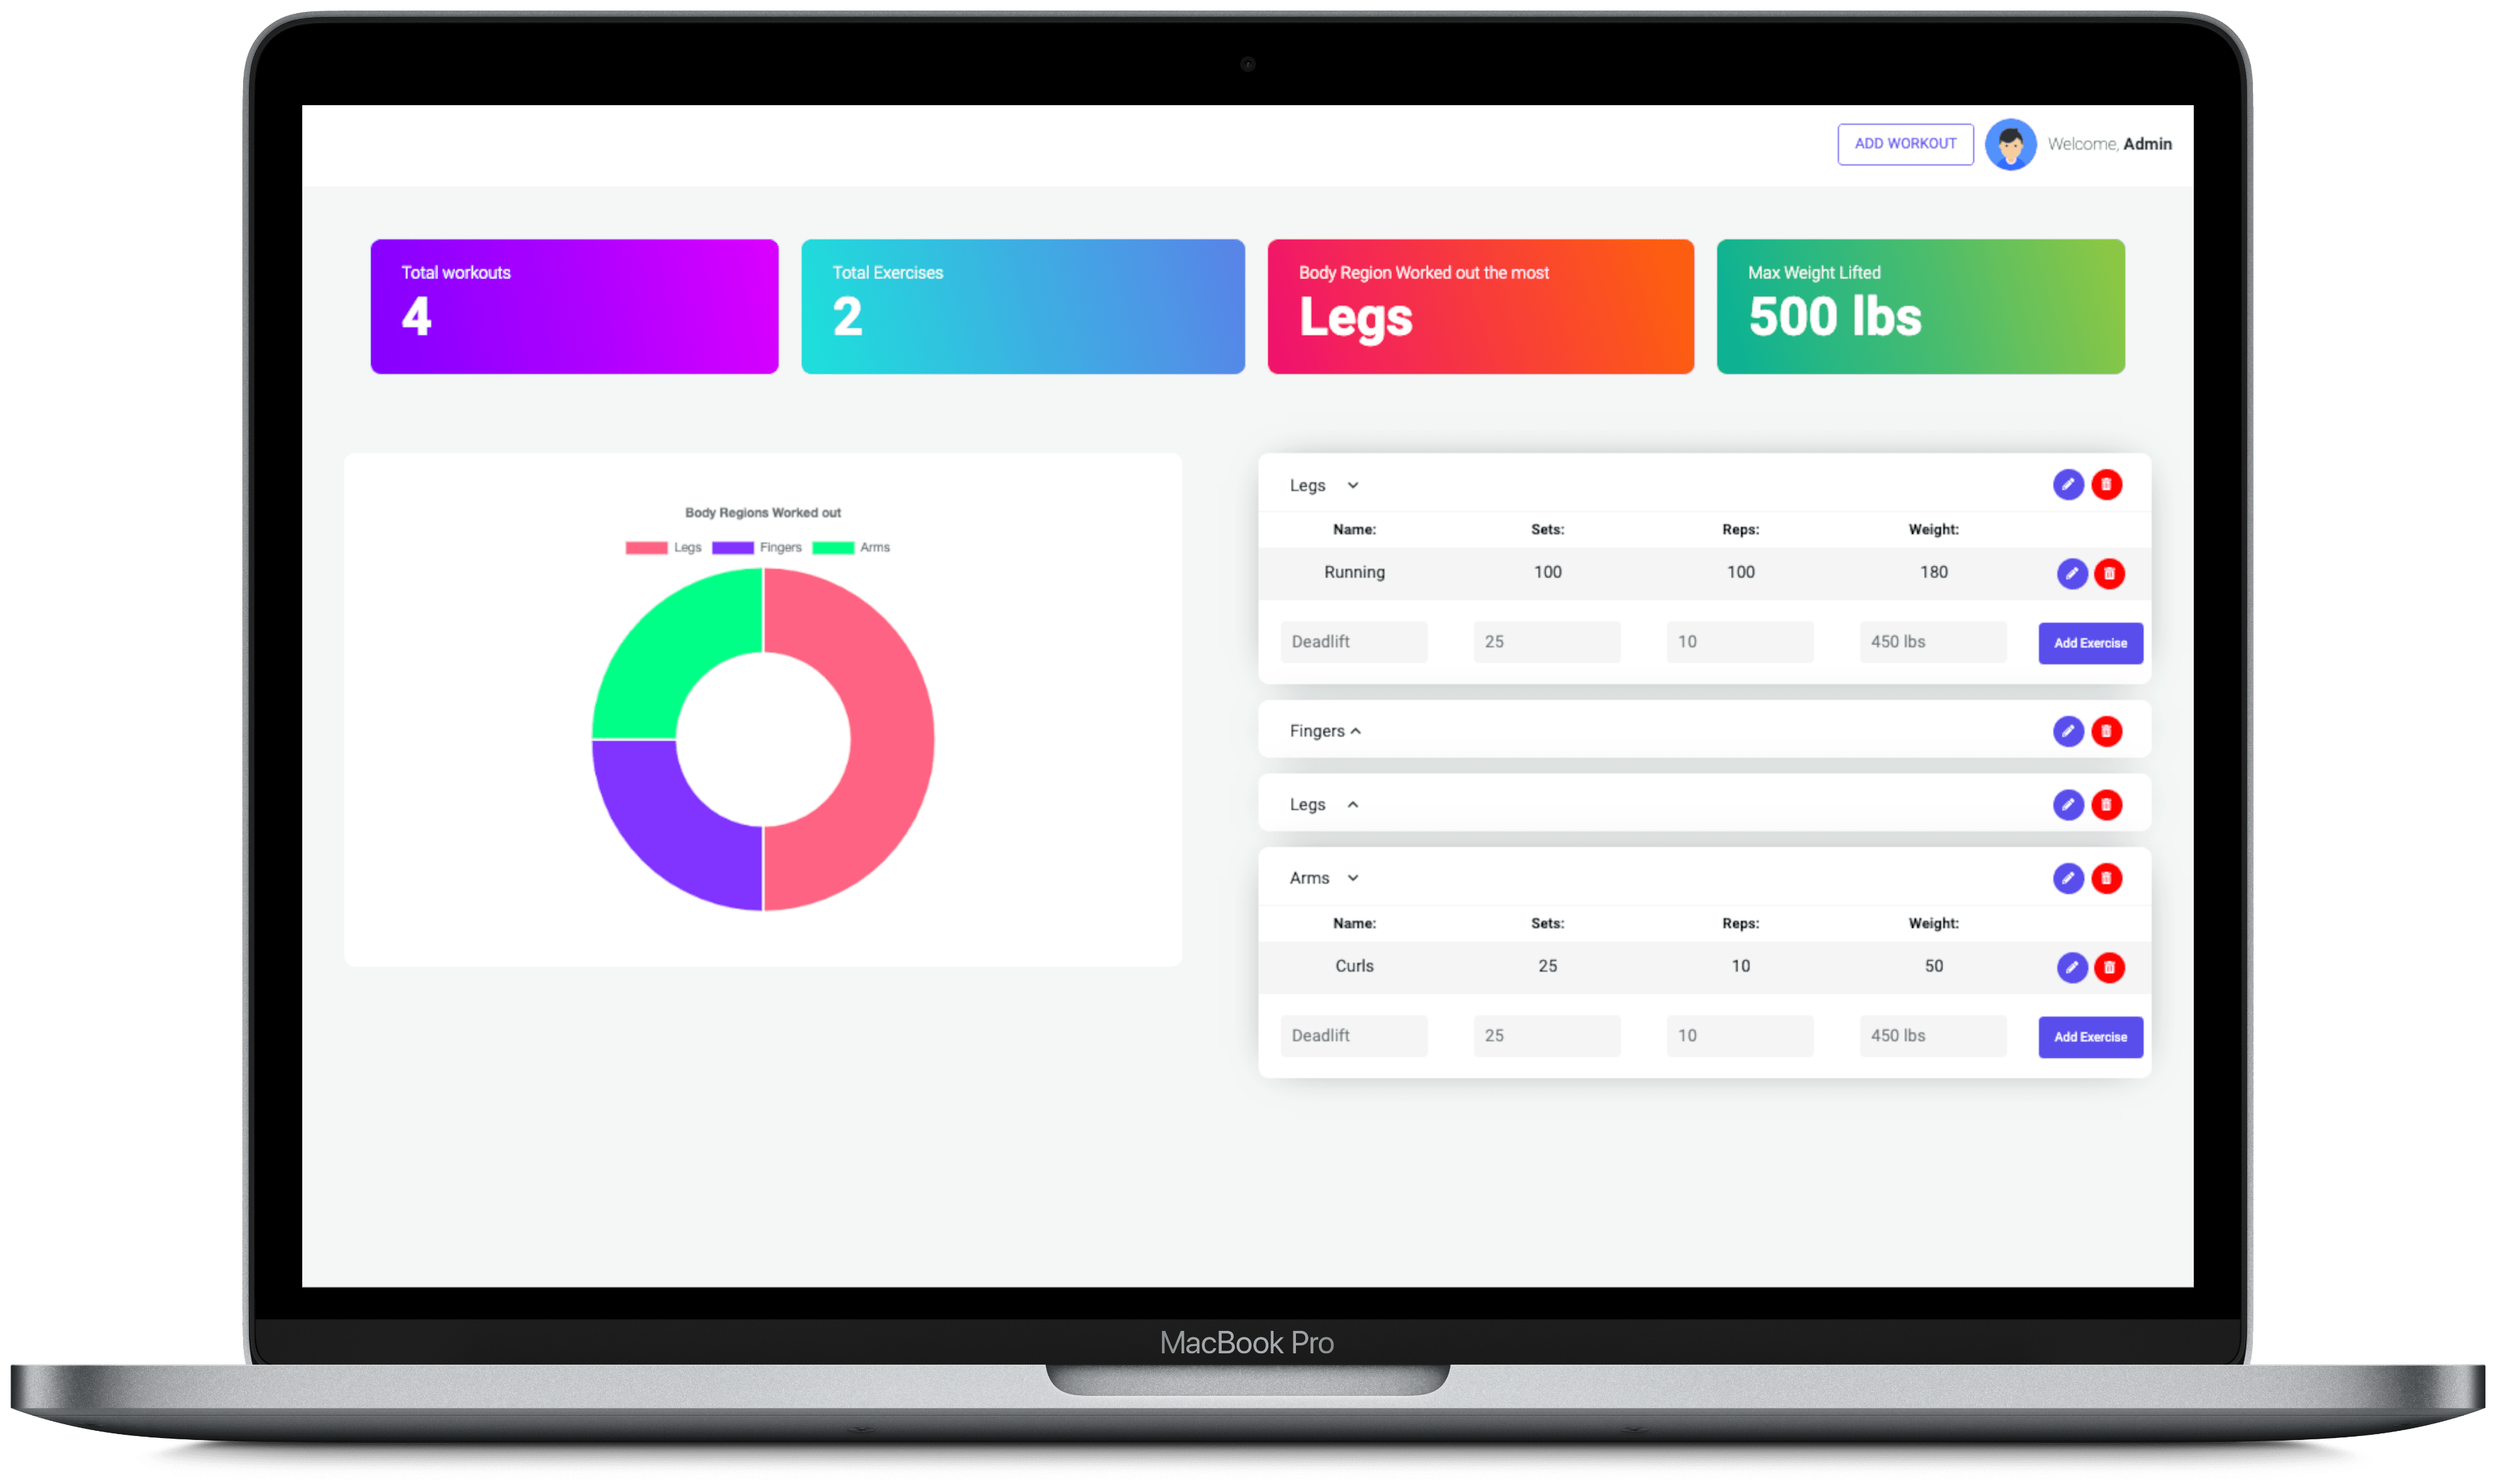 ADD WORKOUT
Welcome, Admin
Total workouts
4
Total Exercises
2
Body Region Worked out the most
Legs
Max Weight Lifted
500 lbs
Body Regions Worked out
Legs Fingers Arms
Legs
Name: Sets: Reps: Weight:
Running 100 100 180
Deadlift 25 10 450 lbs Add Exercise
Fingers
Legs
Arms
Name: Sets: Reps: Weight:
Curls 25 10 50
Deadlift 25 10 450 lbs Add Exercise
MacBook Pro